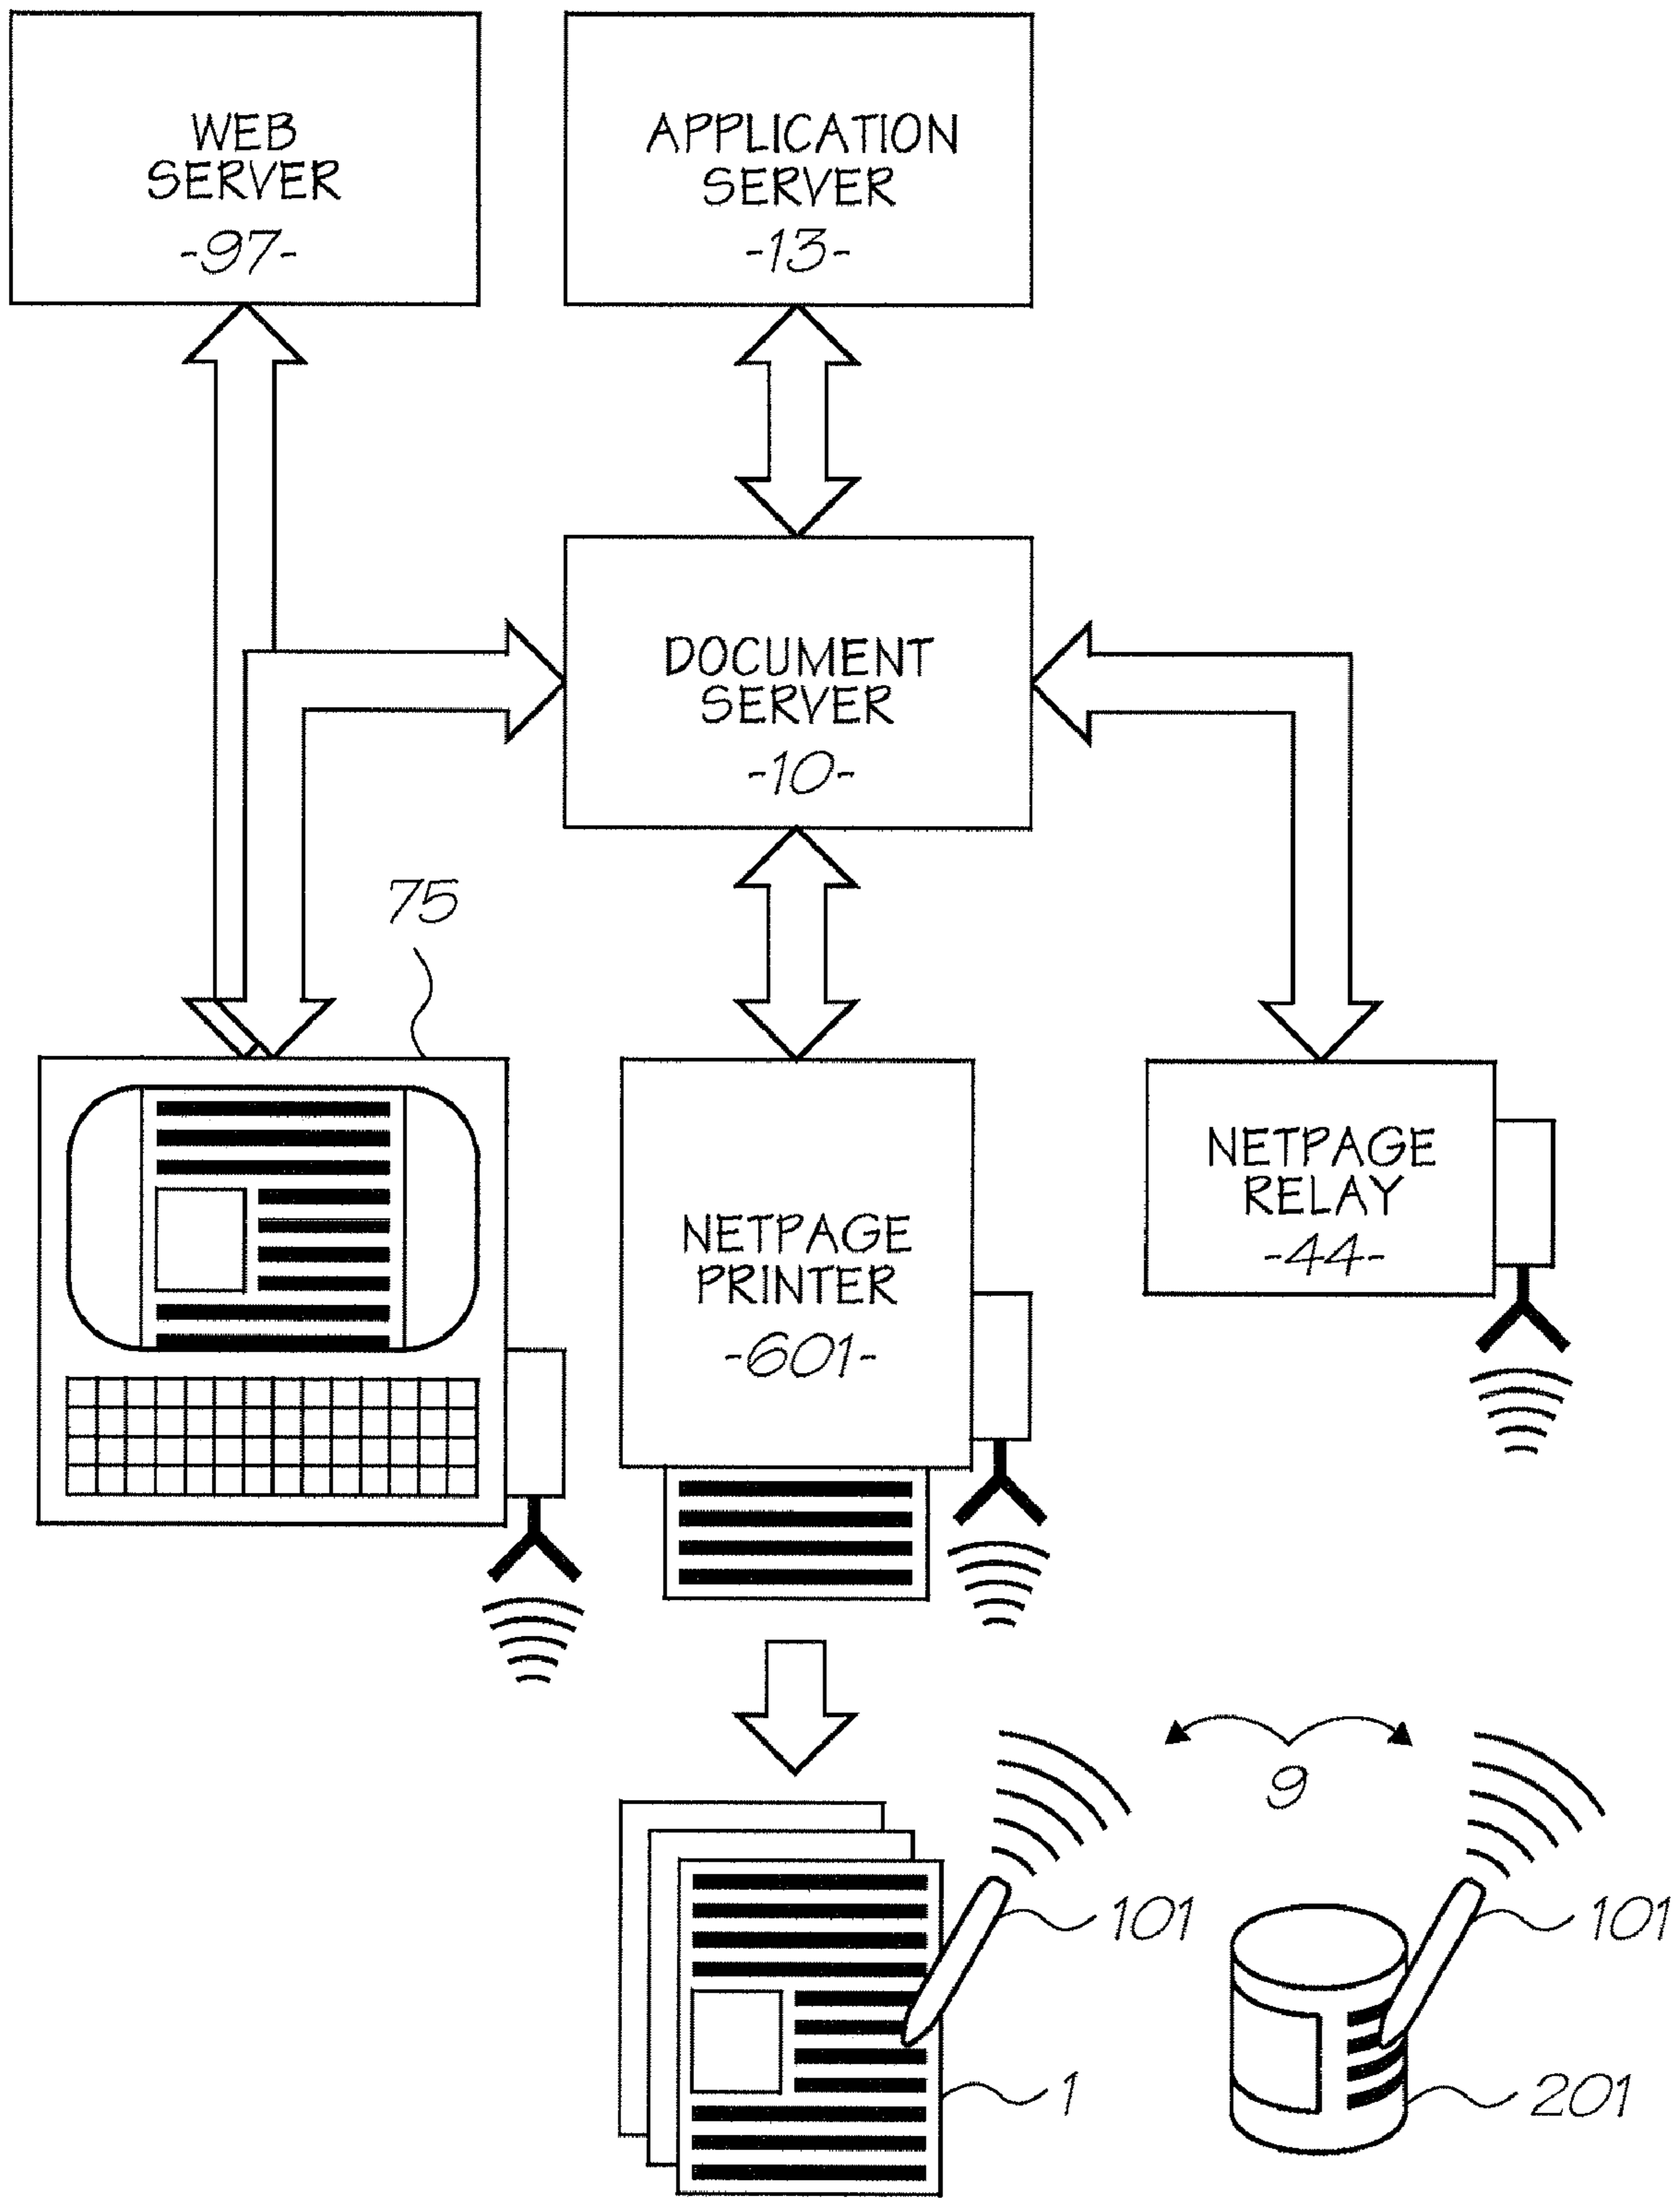 WEB
SERVER
-97-
APPLICATION
SERVER
-13-
DOCUMENT
SERVER
-10-
75
NETPAGE
PRINTER
-601-
NETPAGE
RELAY
-44-
9
101
101
1
201